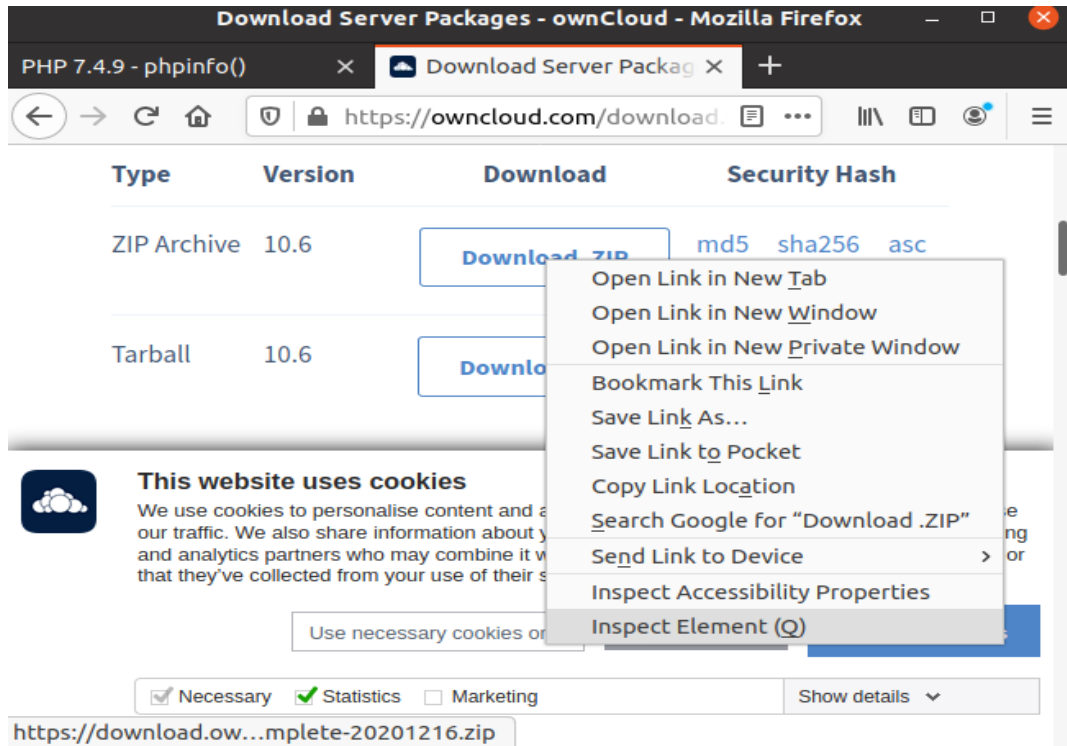 Download Server Packages - ownCloud - Mozilla Firefox
PHP 7.4.9 - phpinfo()
Download Server Packag
https://owncloud.com/download
Type Version Download Security Hash
ZIP Archive 10.6 Download .ZIP md5 sha256 asc
Tarball 10.6 Downlo
Open Link in New Tab
Open Link in New Window
Open Link in New Private Window
Bookmark This Link
Save Link As...
Save Link to Pocket
Copy Link Location
Search Google for “Download .ZIP”
Send Link to Device
Inspect Accessibility Properties
Inspect Element (Q)
This website uses cookies
We use cookies to personalise content and a
our traffic. We also share information about y
and analytics partners who may combine it w
that they've collected from your use of their s
Use necessary cookies on
Necessary Statistics Marketing Show details
https://download.ow...mplete-20201216.zip